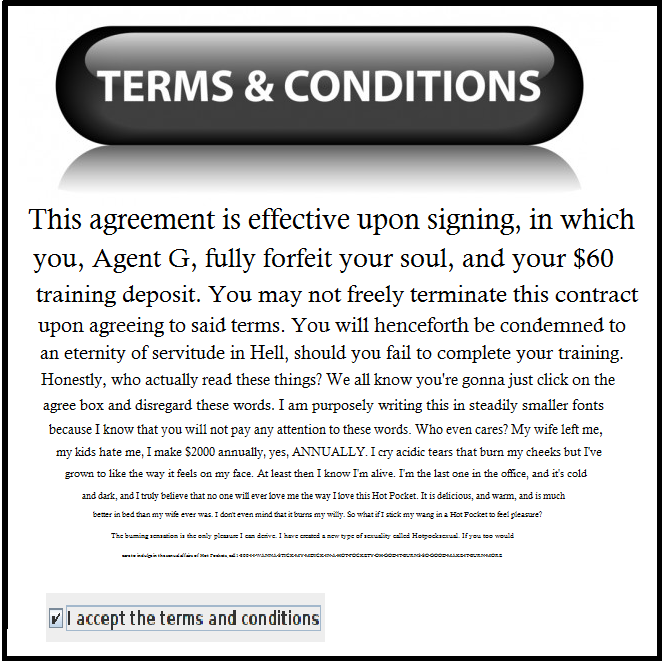 TERMS & CONDITIONS
This agreement is effective upon signing, in which
you, Agent G, fully forfeit your soul, and your $60
training deposit. You may not freely terminate this contract
upon agreeing to said terms. You will henceforth be condemned to
an eternity of servitude in Hell, should you fail to complete your training.
Honestly, who actually read these things? We all know you're gonna just click on the
agree box and disregard these words. I am purposely writing this in steadily smaller fonts
because I know that you will not pay any attention to these words. Who even cares? My wife left me,
my kids hate me, I make $2000 annually, yes, ANNUALLY. I cry acidic tears that burn my cheeks but I've
grown to like the way it feels on my face. At least then I know I'm alive. I'm the last one in the office, and it's cold
and dark, and I truly believe that no one will ever love me the way I love this Hot Pocket. It is delicious, and warm, and is much
better in bed than my wife ever was. I don't even mind that it burns my willy. So what if I stick my wang in a Hot Pocket to feel pleasure?
The burning sensation is the only pleasure I can derive. I have created a new type of sexuality called Hotpocksexual. If you too would
care to indulge in the sexual affairs of Hot Pockets, call
I accept the terms and conditions